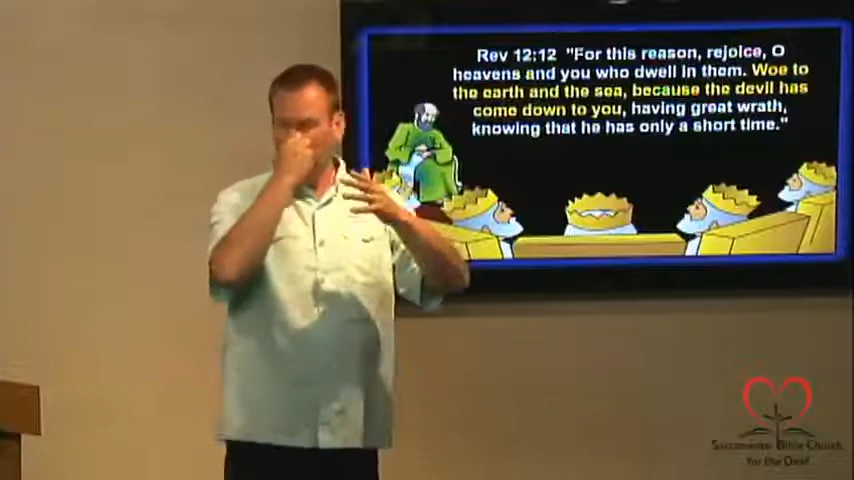 Rev 12:12 "For this reason, rejoice, O
heavens and you who dwell in them. Woe to
the earth and the sea, because the devil has
come down to you, having great wrath,
knowing that he has only a short time."
Sacramento Bible Church
for the Deaf